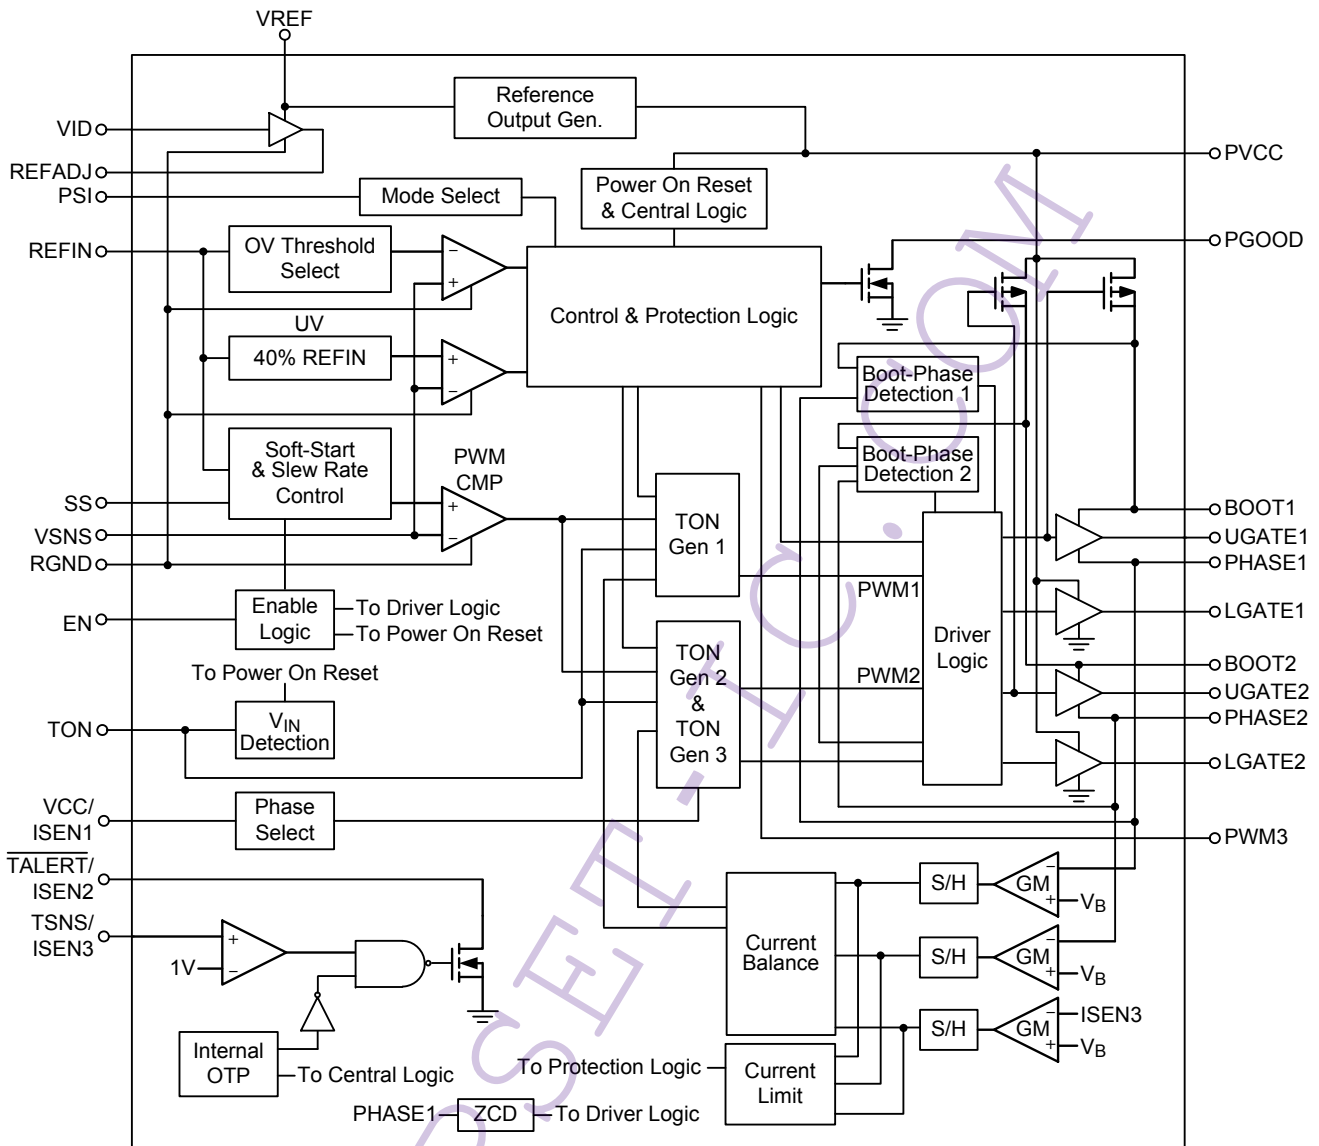 VREF
Reference
Output Gen.
VID
REFADJ
PSI
Mode Select
Power On Reset
& Central Logic
PVCC
REFIN
OV Threshold
Select
−
+
PGOOD
Control & Protection Logic
UV
40% REFIN
+
−
Boot-Phase
Detection 1
Boot-Phase
Detection 2
Soft-Start
& Slew Rate
Control
PWM
CMP
+
−
SS
VSNS
RGND
TON
Gen 1
BOOT1
UGATE1
PHASE1
PWM1
EN
Enable
Logic
To Driver Logic
To Power On Reset
LGATE1
Driver
Logic
TON
Gen 2
&
TON
Gen 3
PWM2
BOOT2
UGATE2
PHASE2
To Power On Reset
TON
VIN
Detection
LGATE2
VCC/
ISEN1
Phase
Select
PWM3
TALERT/
ISEN2
TSNS/
ISEN3
+
−
1V
Current
Balance
S/H
GM
−
+
VB
S/H
GM
−
+
VB
S/H
GM
−
+
ISEN3
VB
Internal
OTP
To Central Logic
To Protection Logic
Current
Limit
PHASE1
ZCD
To Driver Logic
PSET-IC.COM